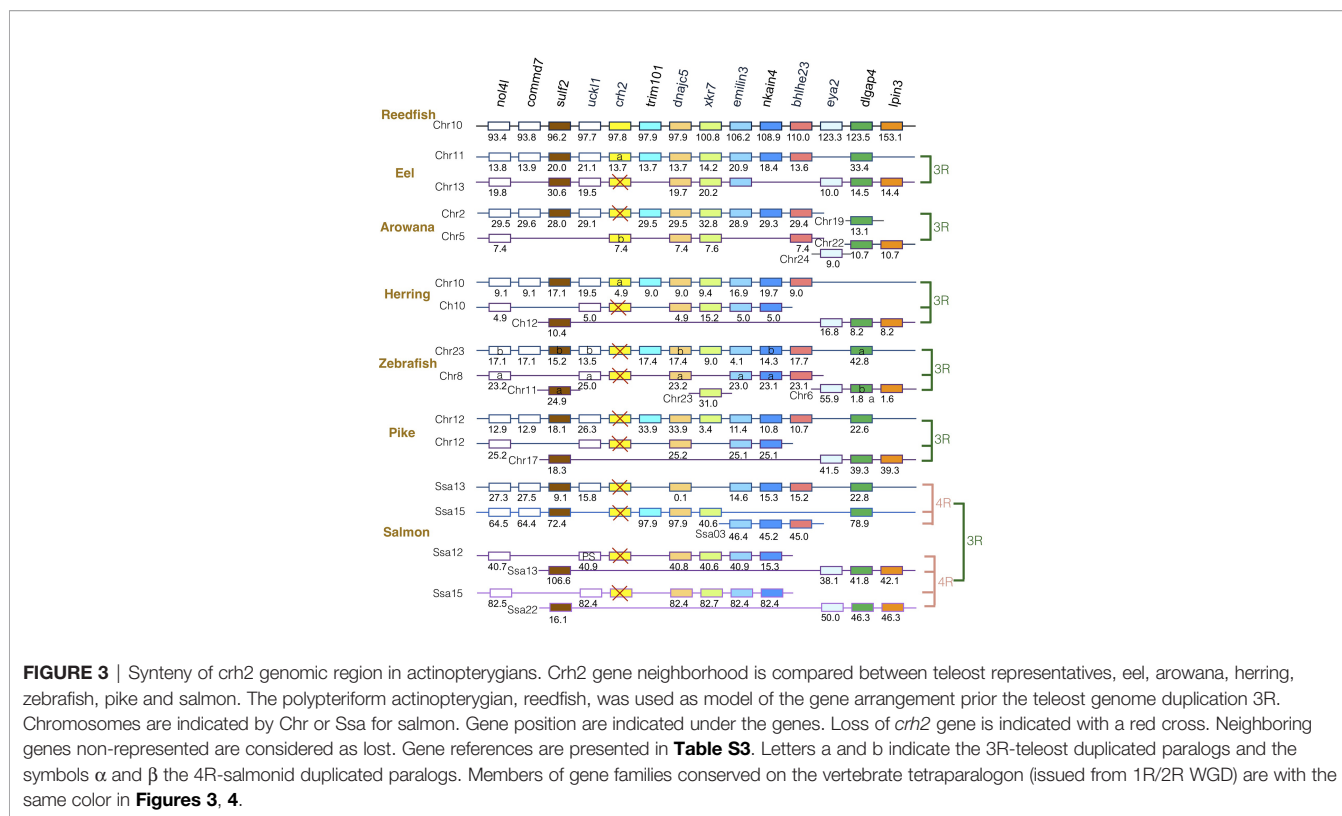 nol4l commd7 sulf2 uckl1 crh2 trim101 dnajc5 xkr7 emilin3 nkain4 bhlhe23 eya2 dlgap4 lpin3
Reedfish
Chr10
93.4 93.8 96.2 97.7 97.8 97.9 97.9 100.8 106.2 108.9 110.0 123.3 123.5 153.1
Eel
Chr11 a
13.8 13.9 20.0 21.1 13.7 13.7 13.7 14.2 20.9 18.4 13.6 33.4
3R
Chr13
19.8 30.6 19.5 19.7 20.2 10.0 14.5 14.4
Arowana
Chr2
29.5 29.6 28.0 29.1 29.5 29.5 32.8 28.9 29.3 29.4
Chr19
13.1
3R
Chr5 b
7.4 7.4 7.4 7.6 7.4
Chr22
10.7 10.7
Chr24
9.0
Herring
Chr10 a
9.1 9.1 17.1 19.5 4.9 9.0 9.0 9.4 16.9 19.7 9.0
3R
Ch10
4.9 5.0 4.9 15.2 5.0 5.0
Ch12
10.4 16.8 8.2 8.2
Zebrafish
Chr23 b b b b b a
17.1 17.1 15.2 13.5 17.4 17.4 9.0 4.1 14.3 17.7 42.8
3R
Chr8 a a a a a
23.2 25.0 23.2 23.0 23.1 23.1
Chr11 a
24.9
Chr23
31.0
Chr6 b
55.9 1.8 a 1.6
Pike
Chr12
12.9 12.9 18.1 26.3 33.9 33.9 3.4 11.4 10.8 10.7 22.6
3R
Chr12
25.2 25.2 25.1 25.1
Chr17
18.3 41.5 39.3 39.3
Salmon
Ssa13
27.3 27.5 9.1 15.8 0.1 14.6 15.3 15.2 22.8
4R
Ssa15
64.5 64.4 72.4 97.9 97.9 40.6 78.9
Ssa03
46.4 45.2 45.0
3R
Ssa12 PS
40.7 40.9 40.8 40.6 40.9 15.3
Ssa13
106.6 38.1 41.8 42.1
4R
Ssa15
82.5 82.4 82.4 82.7 82.4 82.4
Ssa22
16.1 50.0 46.3 46.3
FIGURE 3 | Synteny of crh2 genomic region in actinopterygians. Crh2 gene neighborhood is compared between teleost representatives, eel, arowana, herring,
zebrafish, pike and salmon. The polypteriform actinopterygian, reedfish, was used as model of the gene arrangement prior the teleost genome duplication 3R.
Chromosomes are indicated by Chr or Ssa for salmon. Gene position are indicated under the genes. Loss of crh2 gene is indicated with a red cross. Neighboring
genes non-represented are considered as lost. Gene references are presented in Table S3. Letters a and b indicate the 3R-teleost duplicated paralogs and the
symbols α and β the 4R-salmonid duplicated paralogs. Members of gene families conserved on the vertebrate tetraparalogon (issued from 1R/2R WGD) are with the
same color in Figures 3, 4.